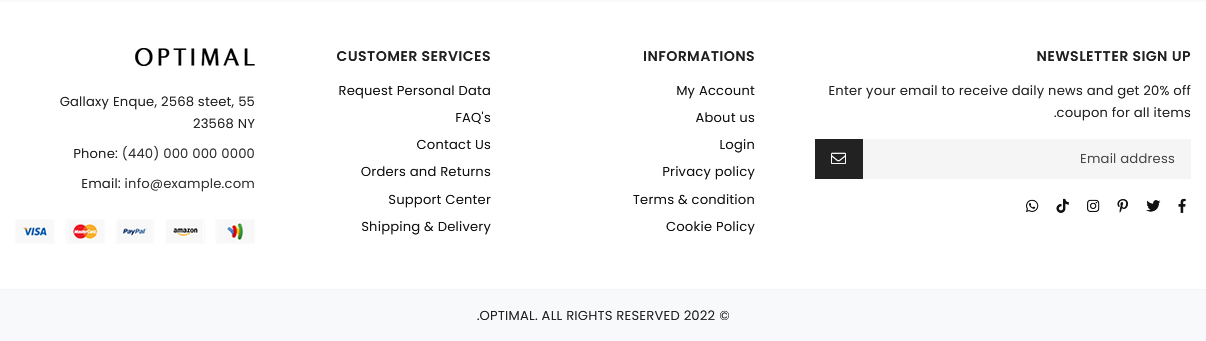 OPTIMAL
Gallaxy Enque, 2568 steet, 55
23568 NY
Phone: (440) 000 000 0000
Email: info@example.com
VISA
MasterCard
PayPal
amazon
CUSTOMER SERVICES
Request Personal Data
FAQ's
Contact Us
Orders and Returns
Support Center
Shipping & Delivery
INFORMATIONS
My Account
About us
Login
Privacy policy
Terms & condition
Cookie Policy
NEWSLETTER SIGN UP
Enter your email to receive daily news and get 20% off
.coupon for all items
Email address
.OPTIMAL. ALL RIGHTS RESERVED 2022 ©